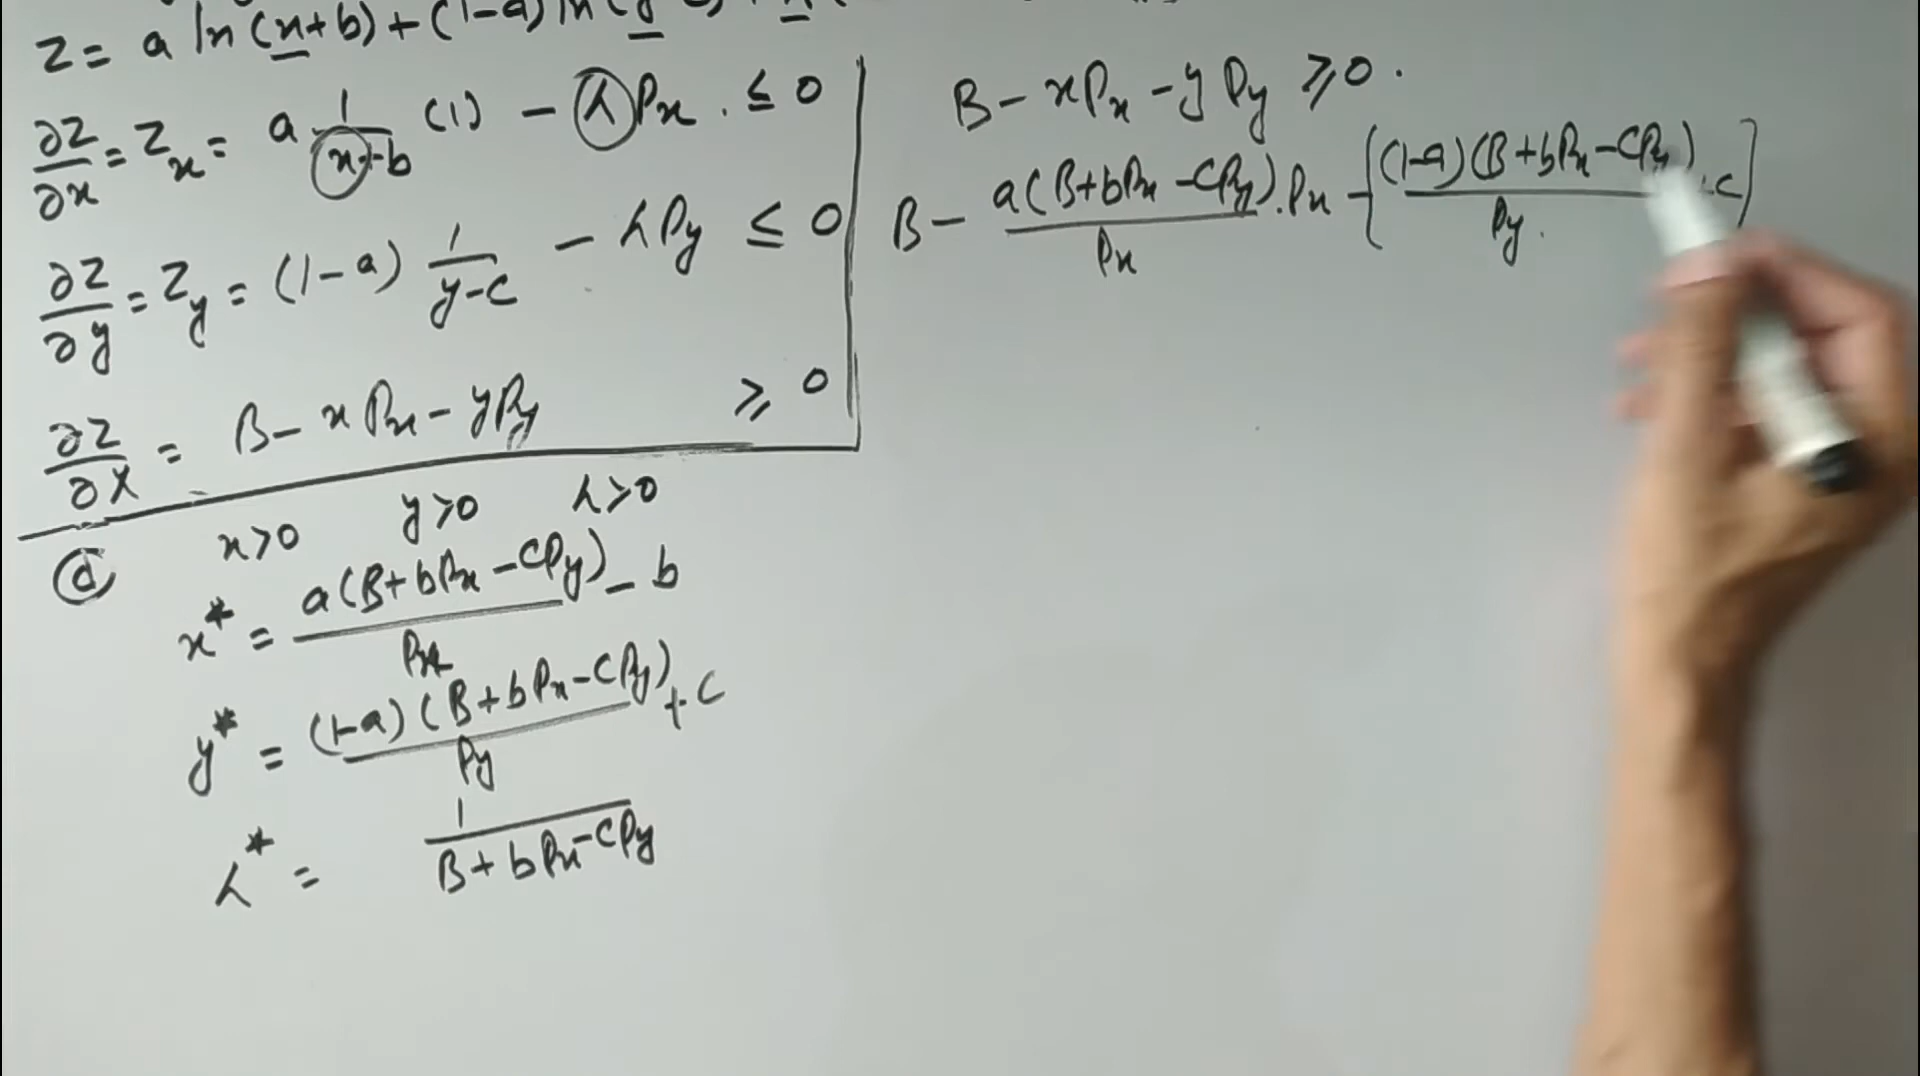 Z = a ln (x+b) + (1-a) ln (y
∂Z/∂x = Z_x = a 1/(x+b) (1) - λ Px . ≤ 0
∂Z/∂y = Z_y = (1-a) 1/(y-c) - λ Py ≤ 0
∂Z/∂λ = B - x Px - y Py ≥ 0
x>0 y>0 λ>0
(d)
x* = a(B+bPx - CPy)/Px - b
y* = (1-a) (B+bPx - CPy)/Py + C
λ* = 1/(B+bPx - CPy)
B - xPx - y Py ≥ 0 .
B - a(B+bPx - CPy)/Px . Px - [(1-a)(B+bPx - CPy)/Py . C]